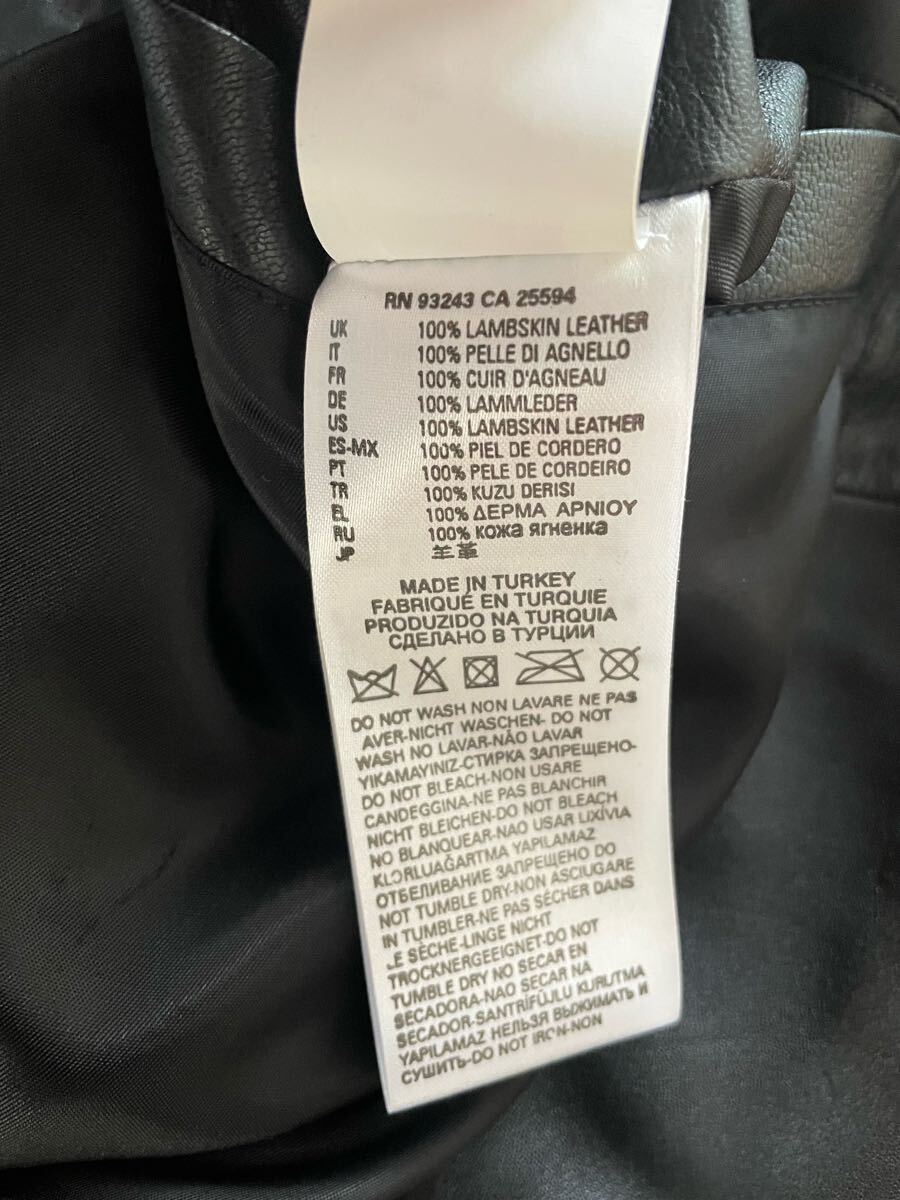 RN 93243 CA 25594
UK 100% LAMBSKIN LEATHER
IT 100% PELLE DI AGNELLO
FR 100% CUIR D'AGNEAU
DE 100% LAMMLEDER
US 100% LAMBSKIN LEATHER
ES-MX 100% PIEL DE CORDERO
PT 100% PELE DE CORDEIRO
TR 100% KUZU DERISI
EL 100% ΔΕΡΜΑ ΑΡΝΙΟΥ
RU 100% кожа ягненка
JP 羊革
MADE IN TURKEY
FABRIQUÉ EN TURQUIE
PRODUZIDO NA TURQUIA
СДЕЛАНО В ТУРЦИИ
DO NOT WASH NON LAVARE NE PAS
AVER-NICHT WASCHEN- DO NOT
WASH NO LAVAR-NÃO LAVAR
YIKAMAYINIZ-СТИРКА ЗАПРЕЩЕНО-
DO NOT BLEACH-NON USARE
CANDEGGINA-NE PAS BLANCHIR
NICHT BLEICHEN-DO NOT BLEACH
NO BLANQUEAR-NAO USAR LIXÍVIA
KLORLUAĞARTMA YAPILAMAZ
ОТБЕЛИВАНИЕ ЗАПРЕЩЕНО DO
NOT TUMBLE DRY-NON ASCIUGARE
IN TUMBLER-NE PAS SÈCHER DANS
LE SÈCHE-LINGE NICHT
TROCKNERGEEIGNET-DO NOT
TUMBLE DRY NO SECAR EN
SECADORA-NAO SECAR NA
SECADOR-SANTRİFÜJLÜ KURUTMA
YAPILAMAZ НЕЛЬЗЯ ВЫЖИМАТЬ И
СУШИТЬ-DO NOT IRON-NON